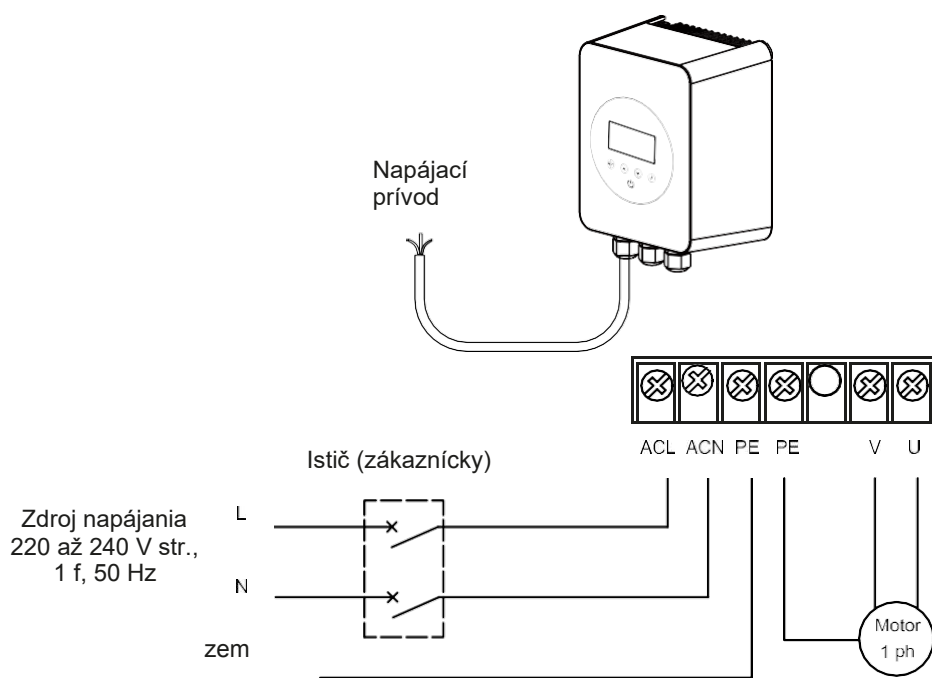 Napájací
prívod
ACL ACN PE PE V U
Istič (zákaznícky)
Zdroj napájania
220 až 240 V str.,
1 f, 50 Hz
L
N
zem
Motor
1 ph